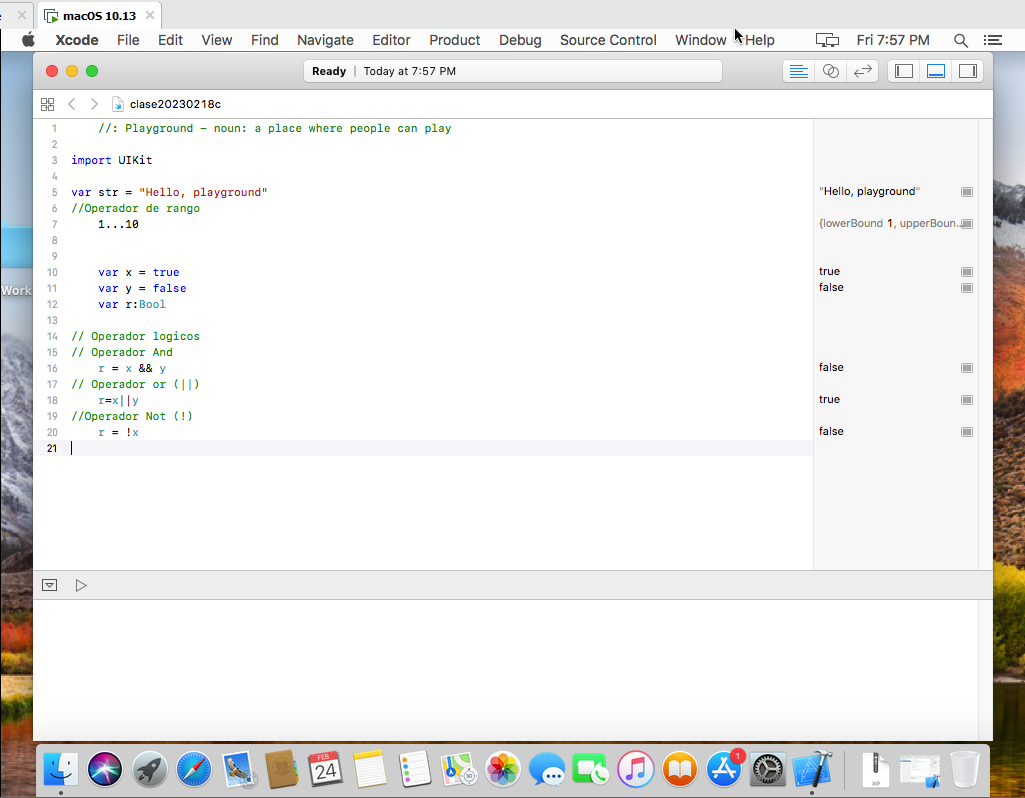 macOS 10.13
Xcode File Edit View Find Navigate Editor Product Debug Source Control Window Help Fri 7:57 PM
Ready | Today at 7:57 PM
clase20230218c
1 //: Playground - noun: a place where people can play
2
3 import UIKit
4
5 var str = "Hello, playground" "Hello, playground"
6 //Operador de rango
7 1...10 {lowerBound 1, upperBoun...
8
9
10 var x = true true
11 var y = false false
12 var r:Bool
13
14 // Operador logicos
15 // Operador And
16 r = x && y false
17 // Operador or (||)
18 r=x||y true
19 //Operador Not (!)
20 r = !x false
21
Work
FEB
24
3D
1
XIP